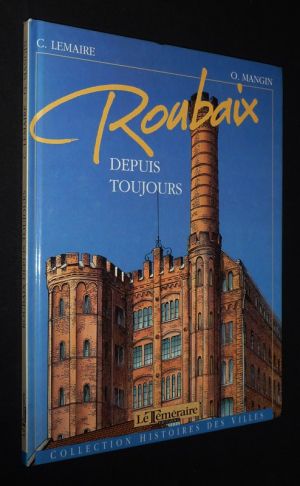 C. LEMAIRE
O. MANGIN
Roubaix
DEPUIS
TOUJOURS
Le Téméraire
COLLECTION HISTOIRES DES VILLES